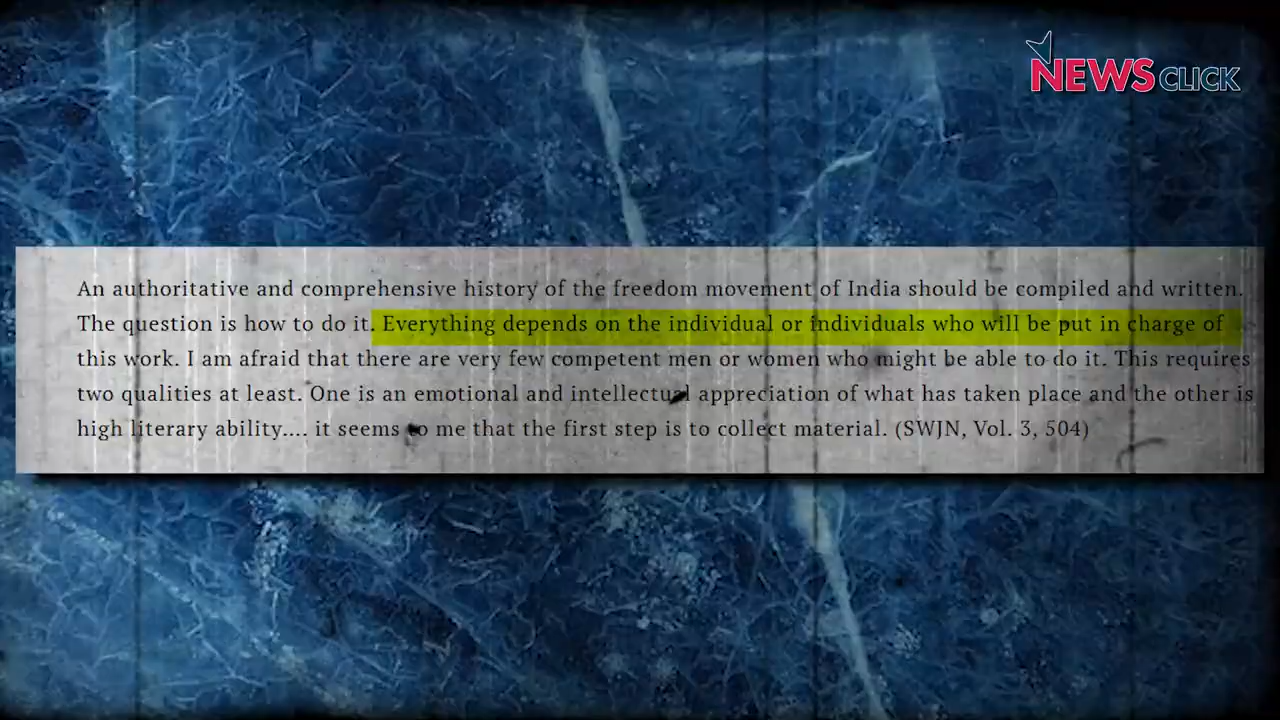 NEWSCLICK
An authoritative and comprehensive history of the freedom movement of India should be compiled and written.
The question is how to do it. Everything depends on the individual or individuals who will be put in charge of
this work. I am afraid that there are very few competent men or women who might be able to do it. This requires
two qualities at least. One is an emotional and intellectual appreciation of what has taken place and the other is
high literary ability.... it seems to me that the first step is to collect material. (SWJN, Vol. 3, 504)